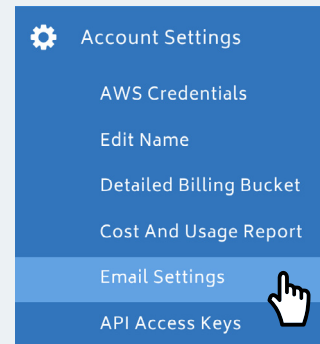 Account Settings
AWS Credentials
Edit Name
Detailed Billing Bucket
Cost And Usage Report
Email Settings
API Access Keys